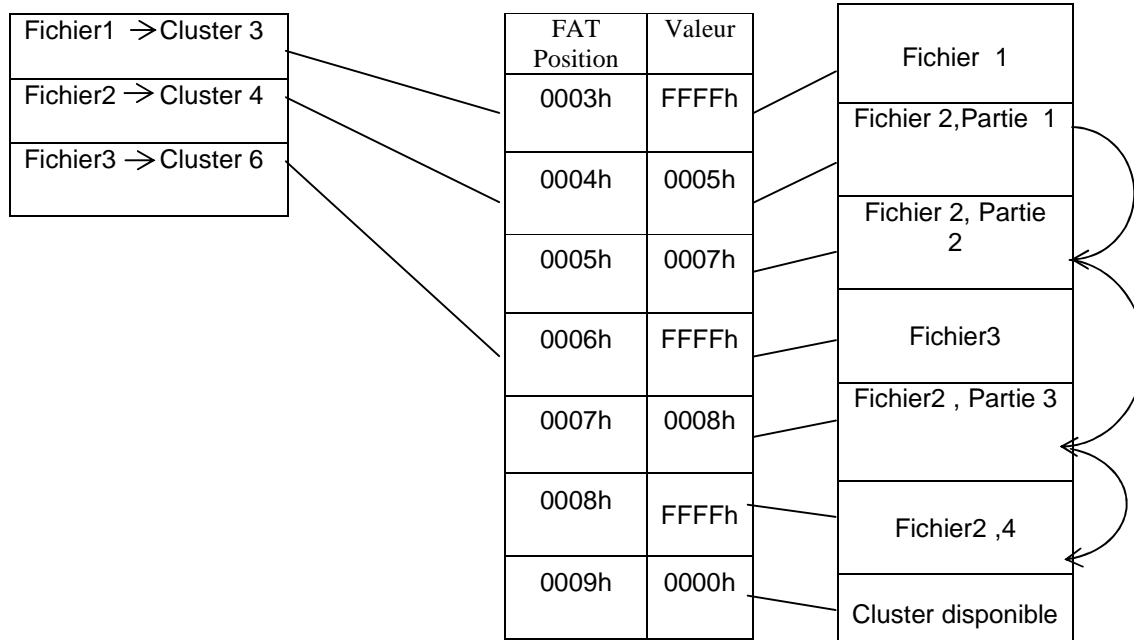 Fichier1 → Cluster 3
Fichier2 → Cluster 4
Fichier3 → Cluster 6
FAT Position Valeur
0003h FFFFh
0004h 0005h
0005h 0007h
0006h FFFFh
0007h 0008h
0008h FFFFh
0009h 0000h
Fichier 1
Fichier 2,Partie 1
Fichier 2, Partie
2
Fichier3
Fichier2 , Partie 3
Fichier2 ,4
Cluster disponible